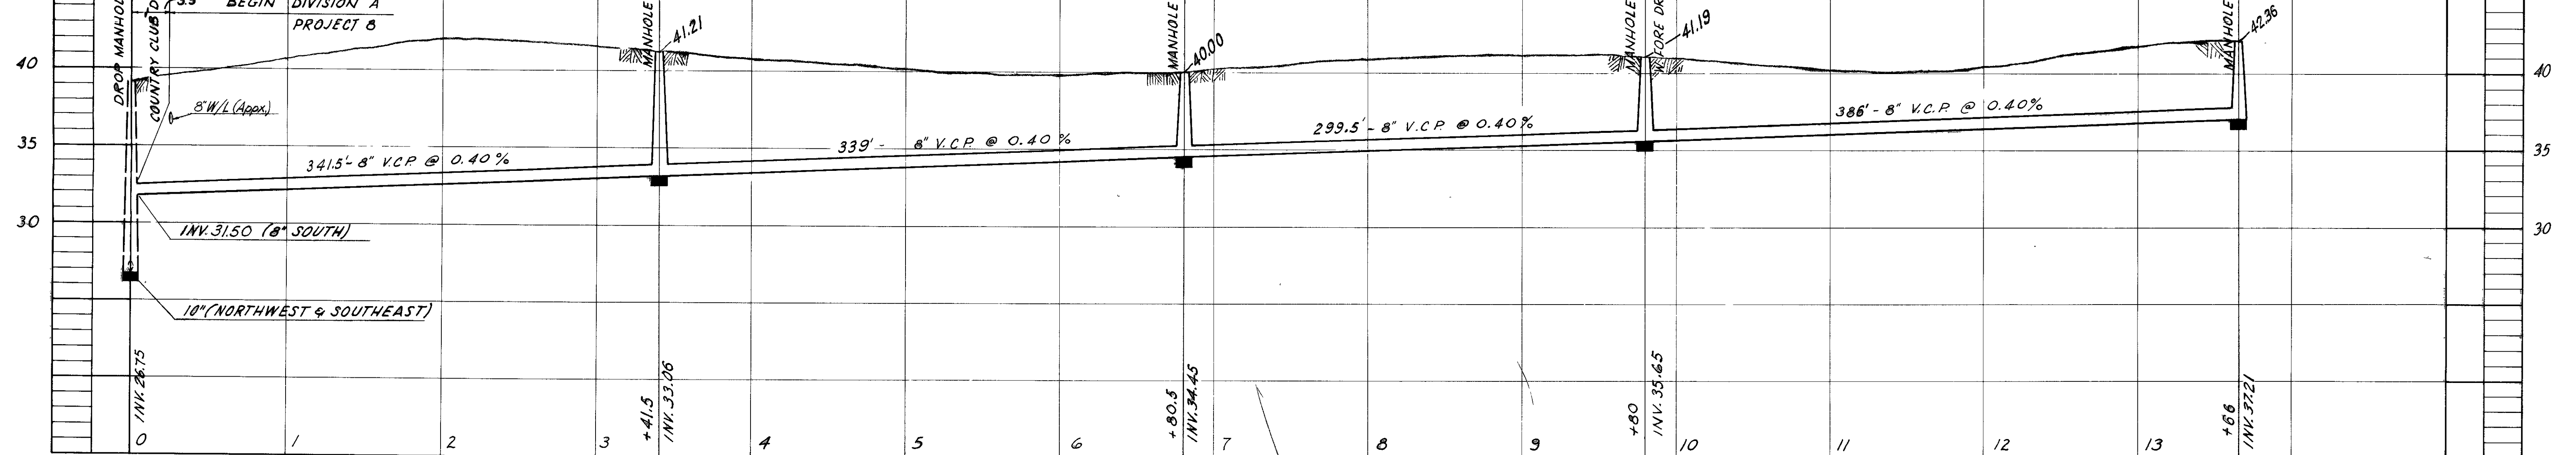 3.5 BEGIN DIVISION A
PROJECT 8
DROP MANHOLE
COUNTRY CLUB D
8" W/L (Appx.)
MANHOLE
41.21
MANHOLE
40.00
MANHOLE
41.19
MANHOLE
42.36
40
35
30
40
35
30
341.5'- 8" V.C.P. @ 0.40%
339' - 8" V.C.P. @ 0.40%
299.5' - 8" V.C.P. @ 0.40%
386' - 8" V.C.P. @ 0.40%
INV. 31.50 (8" SOUTH)
10" (NORTHWEST & SOUTHEAST)
INV. 26.75
+41.5
INV. 33.06
+80.5
INV. 34.45
+80
INV. 35.65
+66
INV. 37.21
0 1 2 3 4 5 6 7 8 9 10 11 12 13